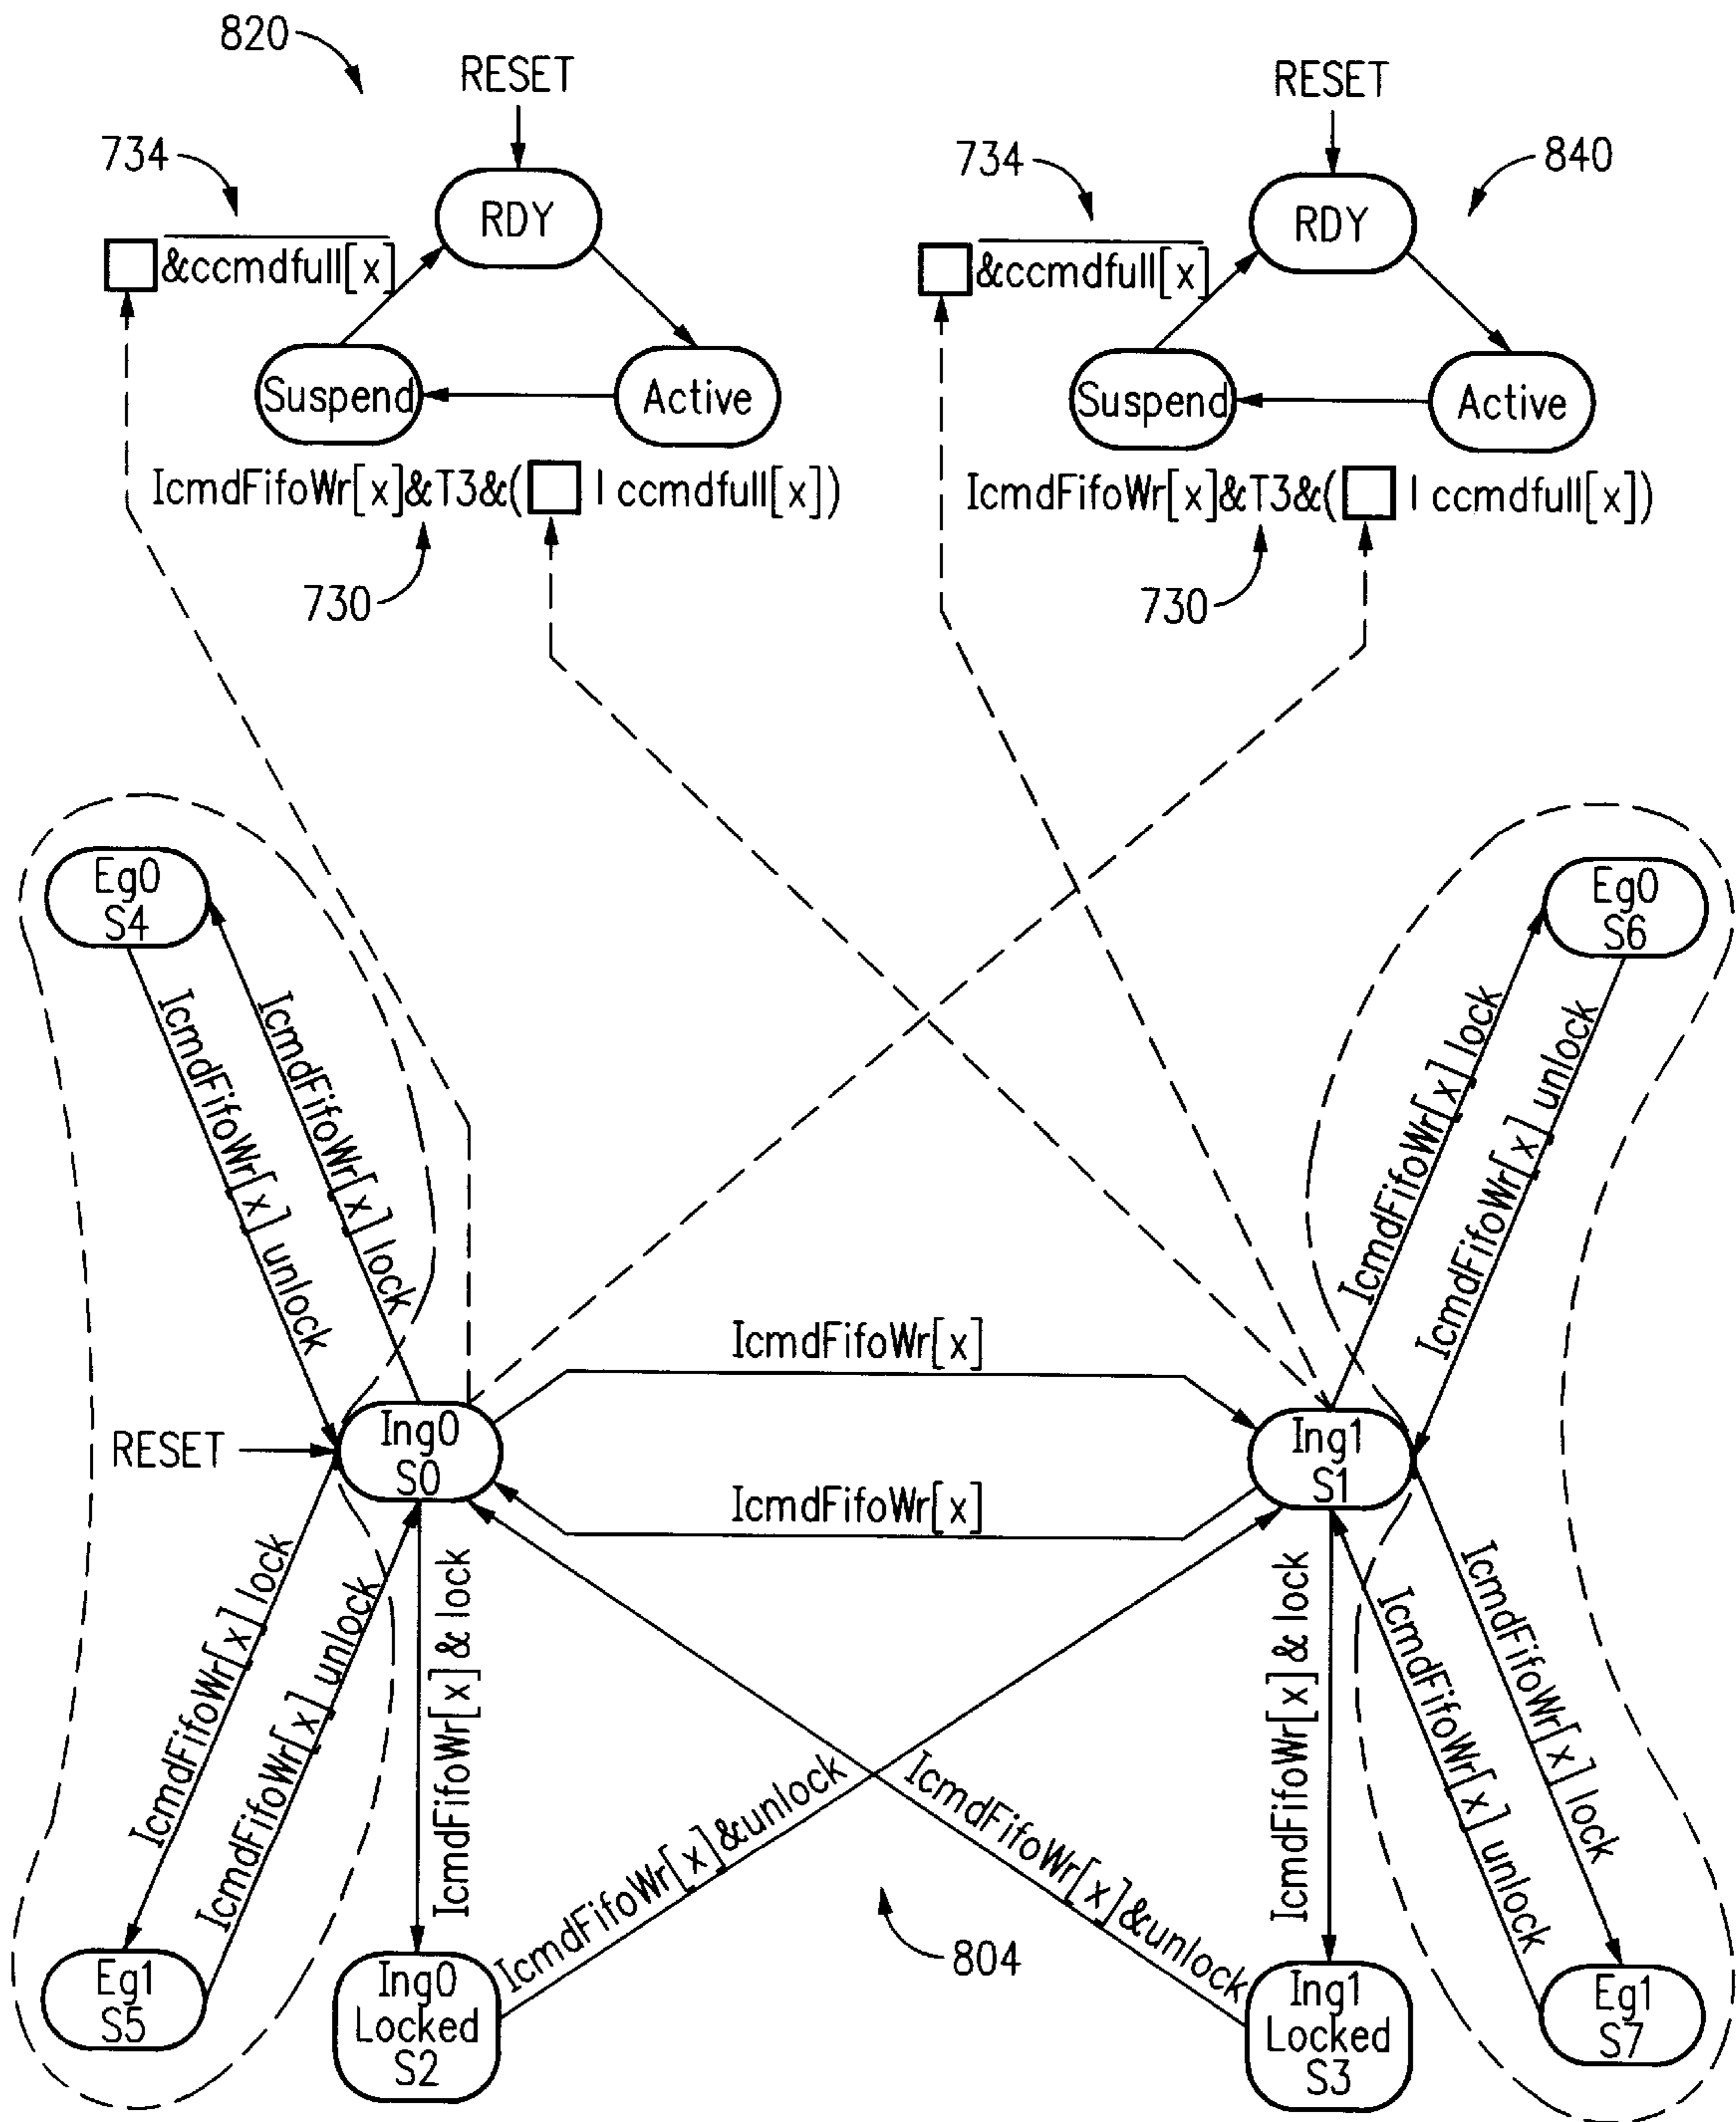 820
RESET
RESET
734
734
840
RDY
RDY
&ccmdfull[x]
&ccmdfull[x]
Suspend
Active
Suspend
Active
IcmdFifoWr[x]&T3&( | ccmdfull[x])
IcmdFifoWr[x]&T3&( | ccmdfull[x])
730
730
Eg0
S4
Eg0
S6
IcmdFifoWr[x] unlock
IcmdFifoWr[x] lock
IcmdFifoWr[x] lock
IcmdFifoWr[x] unlock
IcmdFifoWr[x]
RESET
Ing0
S0
Ing1
S1
IcmdFifoWr[x]
IcmdFifoWr[x] lock
IcmdFifoWr[x] unlock
IcmdFifoWr[x] & lock
IcmdFifoWr[x]&unlock
IcmdFifoWr[x]&unlock
IcmdFifoWr[x] & lock
IcmdFifoWr[x] unlock
IcmdFifoWr[x] lock
804
Eg1
S5
Ing0
Locked
S2
Ing1
Locked
S3
Eg1
S7